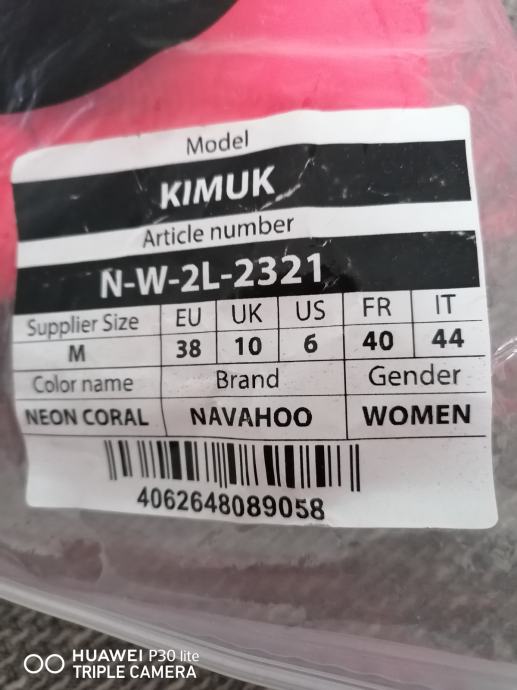 Model
KIMUK
Article number
N-W-2L-2321
Supplier Size EU UK US FR IT
M 38 10 6 40 44
Color name Brand Gender
NEON CORAL NAVAHOO WOMEN
4062648089058
HUAWEI P30 lite
TRIPLE CAMERA